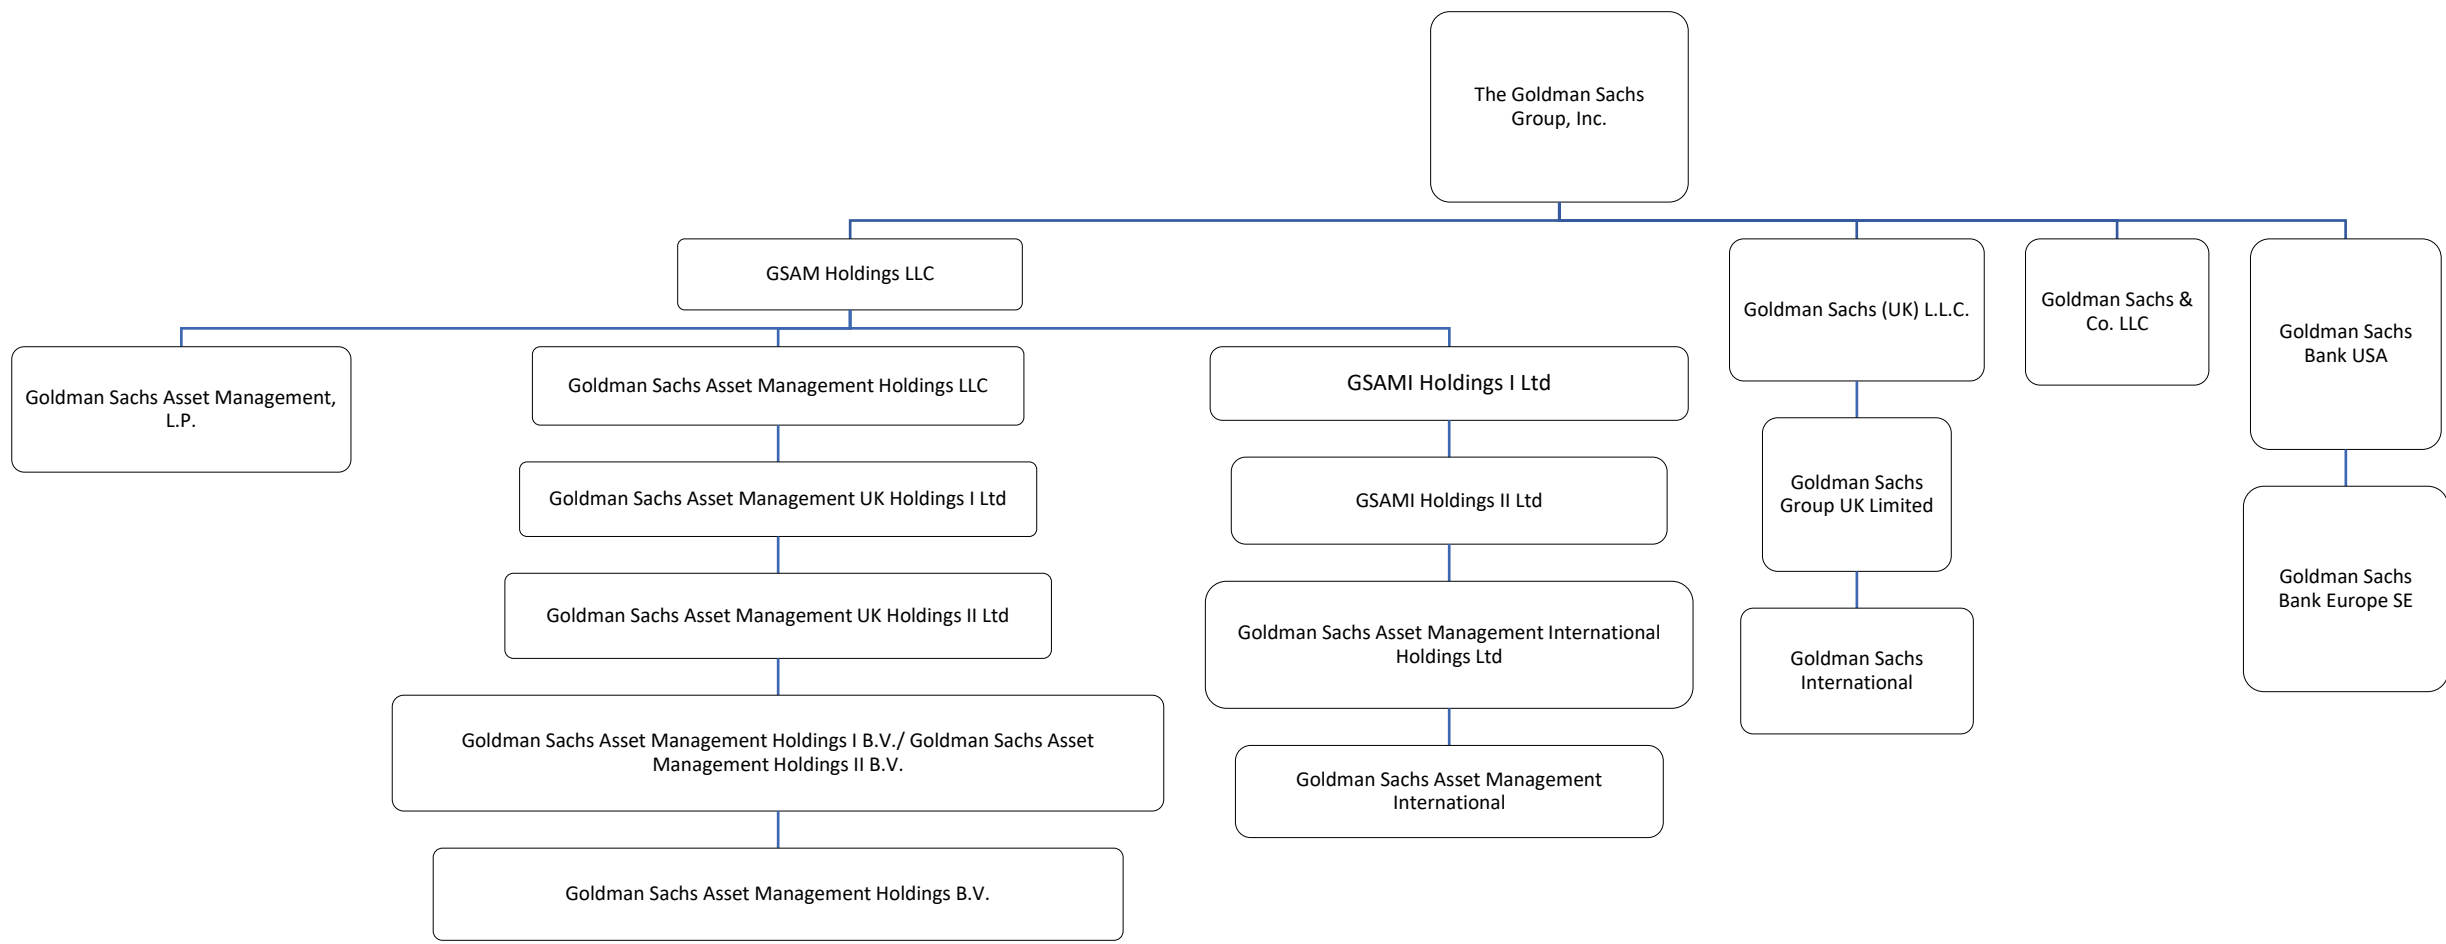 The Goldman Sachs
Group, Inc.
GSAM Holdings LLC
Goldman Sachs (UK) L.L.C.
Goldman Sachs &
Co. LLC
Goldman Sachs
Bank USA
Goldman Sachs Asset Management,
L.P.
Goldman Sachs Asset Management Holdings LLC
GSAMI Holdings I Ltd
Goldman Sachs Asset Management UK Holdings I Ltd
GSAMI Holdings II Ltd
Goldman Sachs
Group UK Limited
Goldman Sachs
Bank Europe SE
Goldman Sachs Asset Management UK Holdings II Ltd
Goldman Sachs Asset Management International
Holdings Ltd
Goldman Sachs
International
Goldman Sachs Asset Management Holdings I B.V./ Goldman Sachs Asset
Management Holdings II B.V.
Goldman Sachs Asset Management
International
Goldman Sachs Asset Management Holdings B.V.